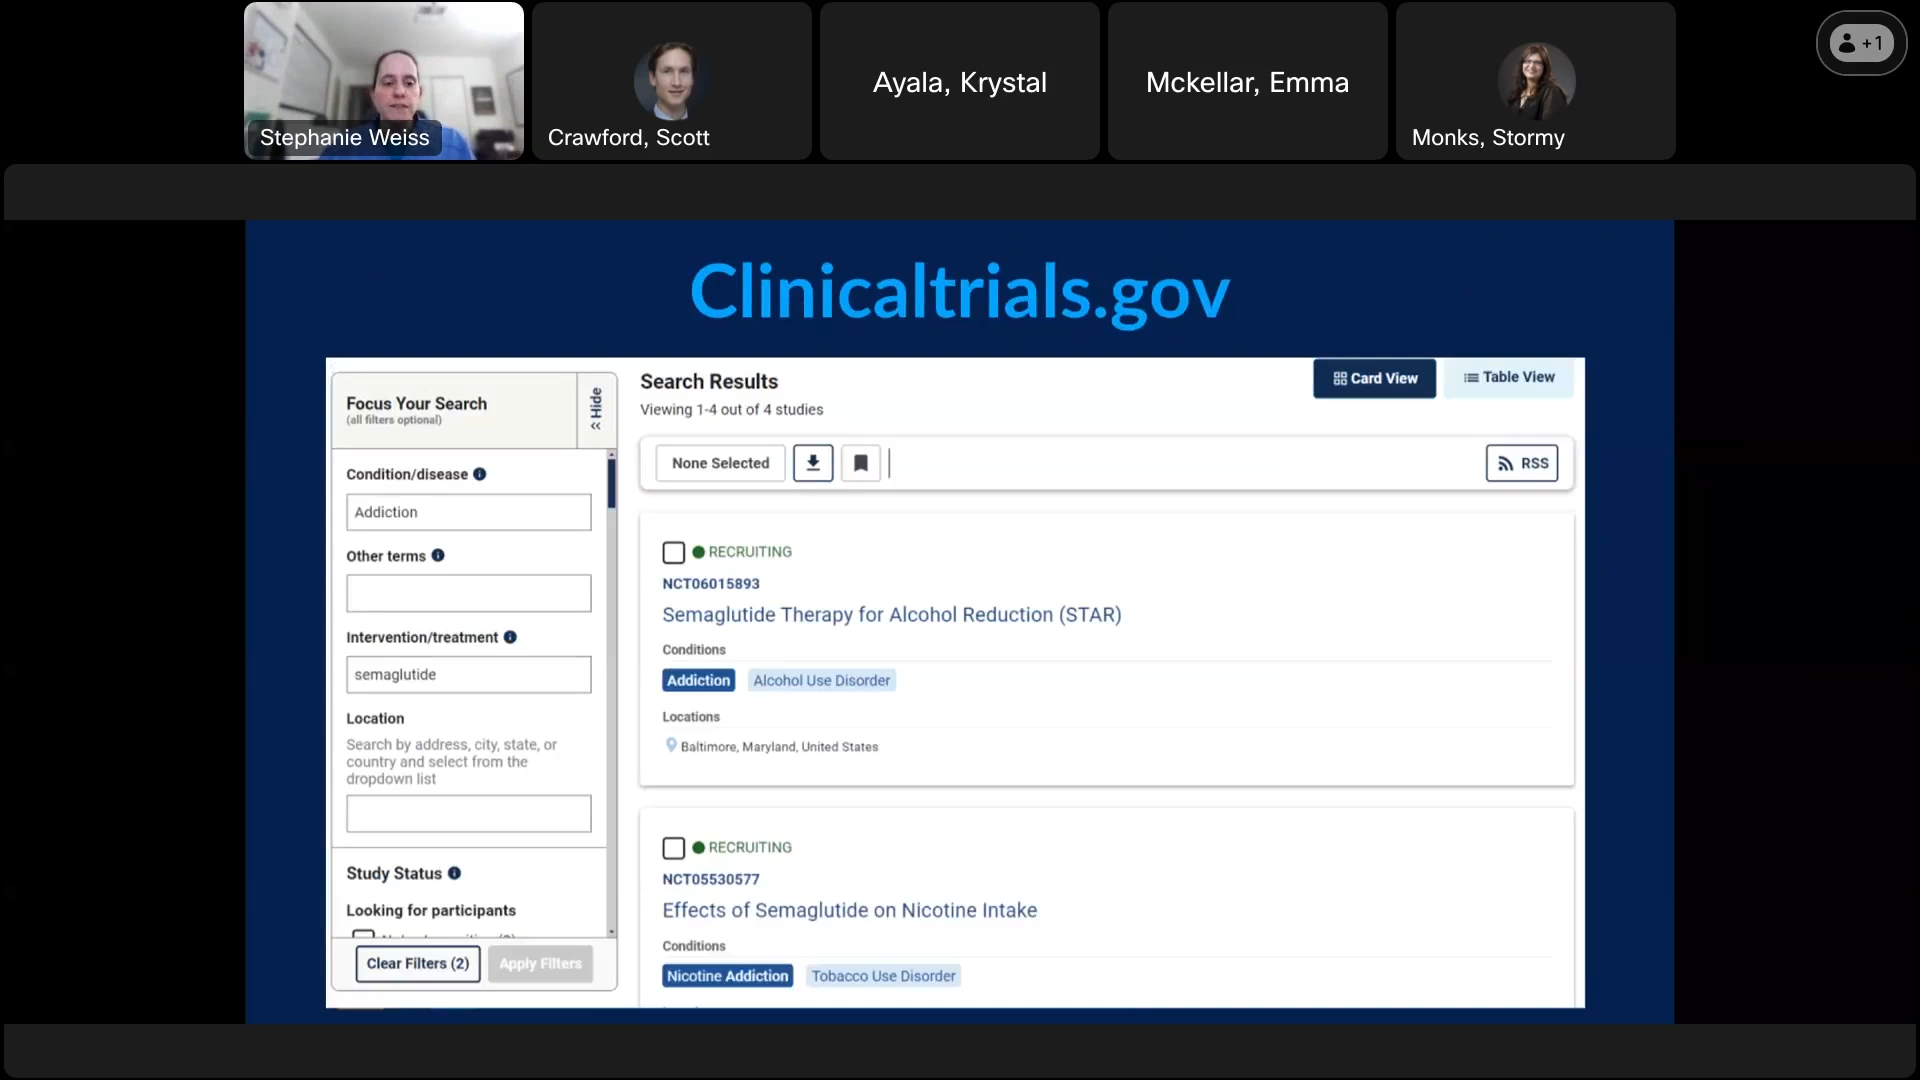 Stephanie Weiss
Crawford, Scott
Ayala, Krystal
Mckellar, Emma
Monks, Stormy
+1
Clinicaltrials.gov
Focus Your Search
(all filters optional)
Hide
Condition/disease
Addiction
Other terms
Intervention/treatment
semaglutide
Location
Search by address, city, state, or
country and select from the
dropdown list
Study Status
Looking for participants
Clear Filters (2)
Apply Filters
Search Results
Viewing 1-4 out of 4 studies
Card View
Table View
None Selected
RSS
RECRUITING
NCT06015893
Semaglutide Therapy for Alcohol Reduction (STAR)
Conditions
Addiction
Alcohol Use Disorder
Locations
Baltimore, Maryland, United States
RECRUITING
NCT05530577
Effects of Semaglutide on Nicotine Intake
Conditions
Nicotine Addiction
Tobacco Use Disorder